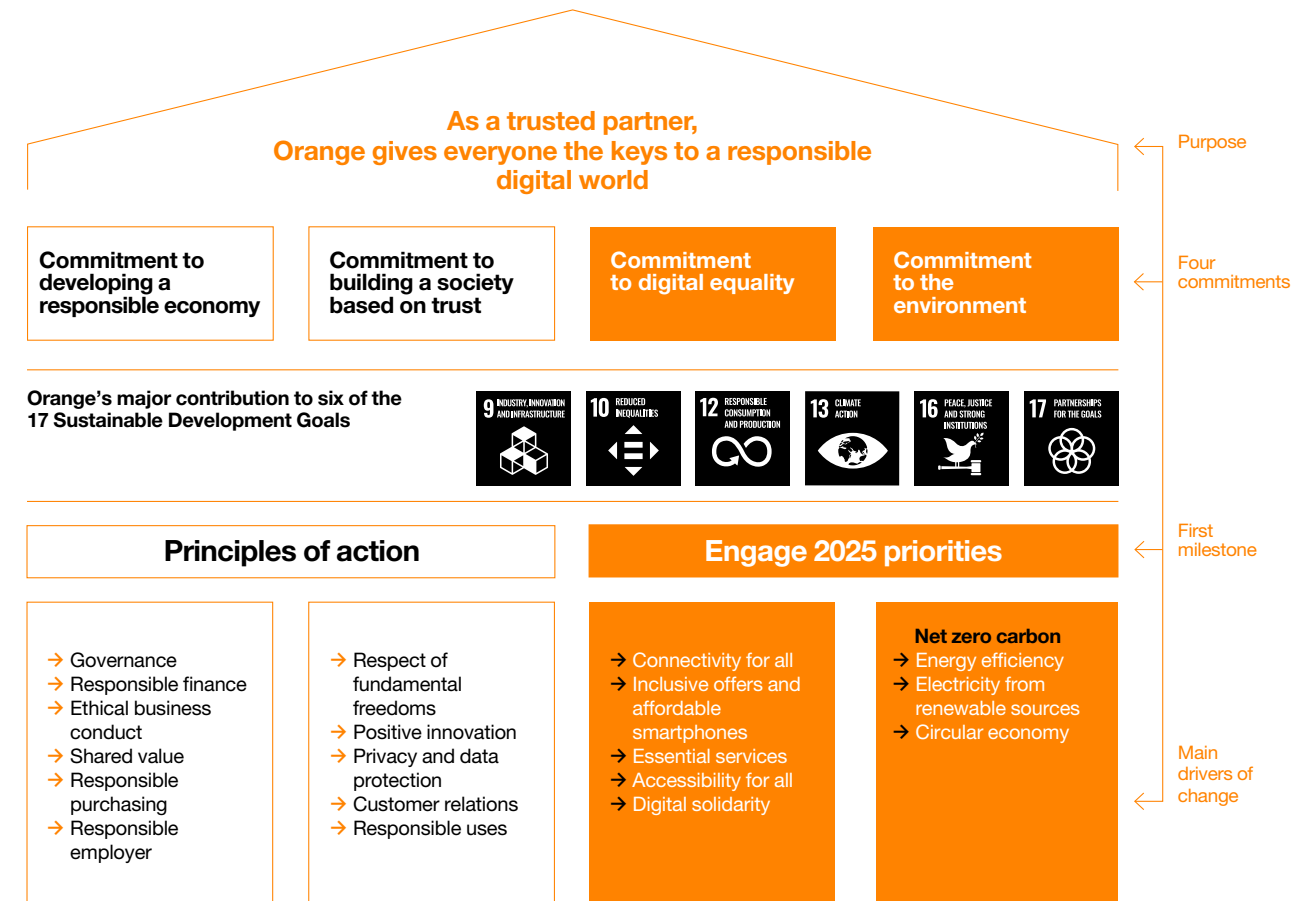 As a trusted partner,
Orange gives everyone the keys to a responsible
digital world
Purpose
Commitment to
developing a
responsible economy
Commitment to
building a society
based on trust
Commitment
to digital equality
Commitment
to the
environment
Four
commitments
Orange's major contribution to six of the
17 Sustainable Development Goals
9 INDUSTRY, INNOVATION
AND INFRASTRUCTURE
10 REDUCED
INEQUALITIES
12 RESPONSIBLE
CONSUMPTION
AND PRODUCTION
13 CLIMATE
ACTION
16 PEACE, JUSTICE
AND STRONG
INSTITUTIONS
17 PARTNERSHIPS
FOR THE GOALS
Principles of action
Engage 2025 priorities
First
milestone
→ Governance
→ Responsible finance
→ Ethical business
conduct
→ Shared value
→ Responsible
purchasing
→ Responsible
employer
→ Respect of
fundamental
freedoms
→ Positive innovation
→ Privacy and data
protection
→ Customer relations
→ Responsible uses
→ Connectivity for all
→ Inclusive offers and
affordable
smartphones
→ Essential services
→ Accessibility for all
→ Digital solidarity
Net zero carbon
→ Energy efficiency
→ Electricity from
renewable sources
→ Circular economy
Main
drivers of
change